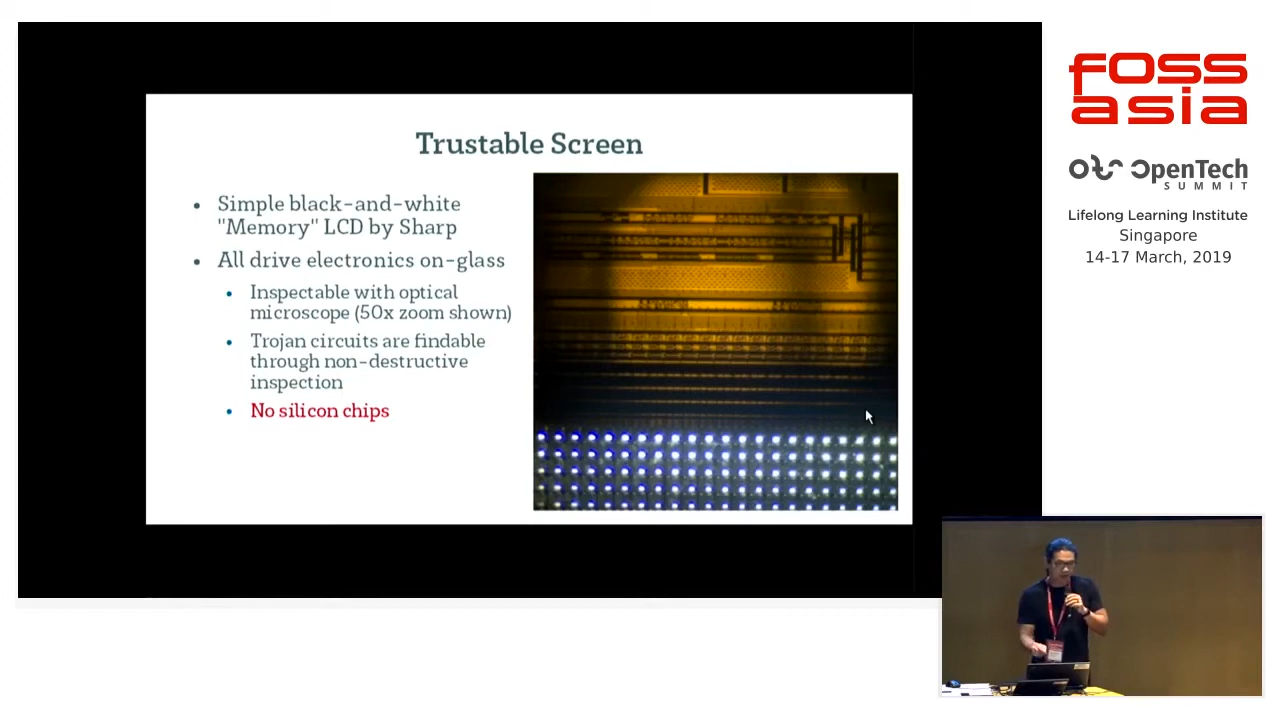 Trustable Screen
• Simple black-and-white
"Memory" LCD by Sharp
• All drive electronics on-glass
• Inspectable with optical
microscope (50x zoom shown)
• Trojan circuits are findable
through non-destructive
inspection
• No silicon chips
fOSS
asia
OpenTech
SUMMIT
Lifelong Learning Institute
Singapore
14-17 March, 2019